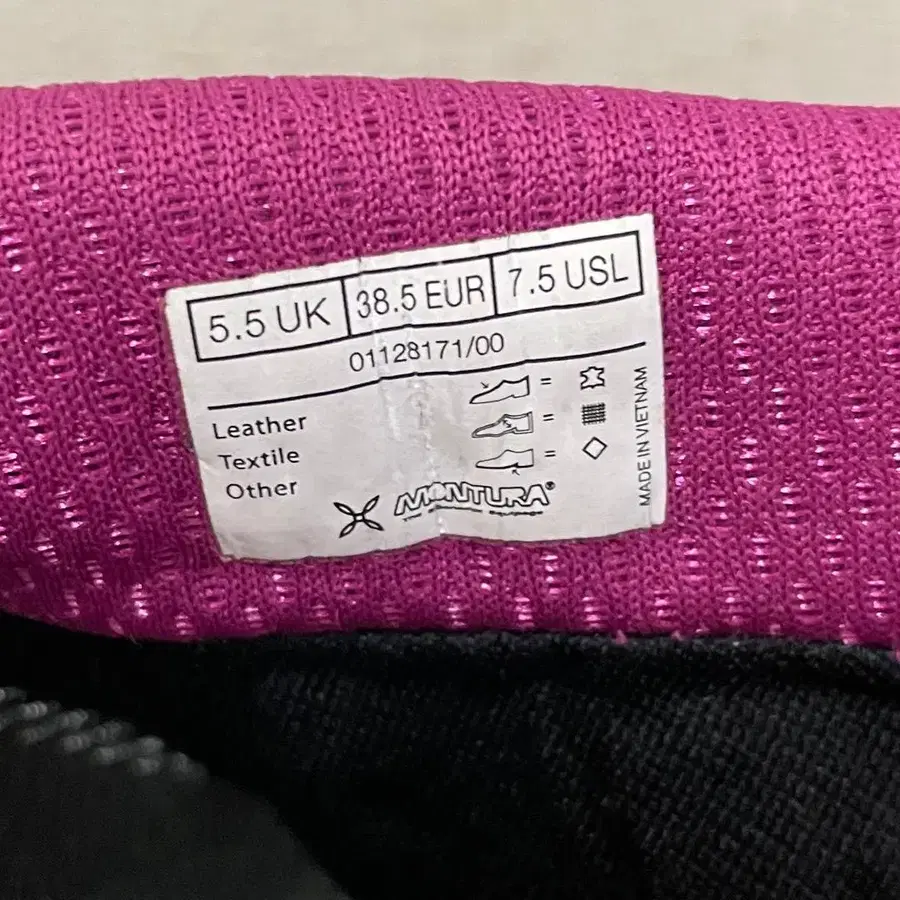 5.5 UK 38.5 EUR 7.5 USL
01128171/00
Leather =
Textile =
Other =
MONTURA®
MADE IN VIETNAM